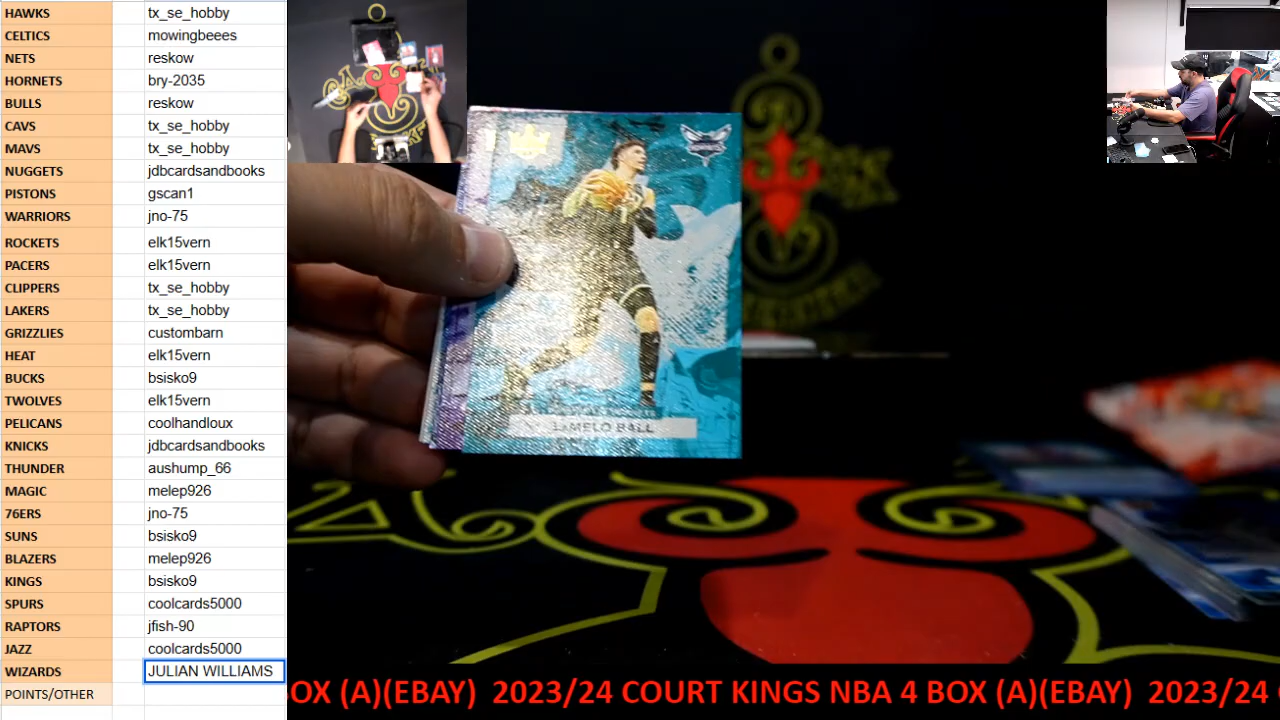 HAWKS tx_se_hobby
CELTICS mowingbeees
NETS reskow
HORNETS bry-2035
BULLS reskow
CAVS tx_se_hobby
MAVS tx_se_hobby
NUGGETS jdbcardsandbooks
PISTONS gscan1
WARRIORS jno-75
ROCKETS elk15vern
PACERS elk15vern
CLIPPERS tx_se_hobby
LAKERS tx_se_hobby
GRIZZLIES custombarn
HEAT elk15vern
BUCKS bsisko9
TWOLVES elk15vern
PELICANS coolhandloux
KNICKS jdbcardsandbooks
THUNDER aushump_66
MAGIC melep926
76ERS jno-75
SUNS bsisko9
BLAZERS melep926
KINGS bsisko9
SPURS coolcards5000
RAPTORS jfish-90
JAZZ coolcards5000
WIZARDS JULIAN WILLIAMS
POINTS/OTHER
LAMELO BALL
OX (A)(EBAY) 2023/24 COURT KINGS NBA 4 BOX (A)(EBAY) 2023/24